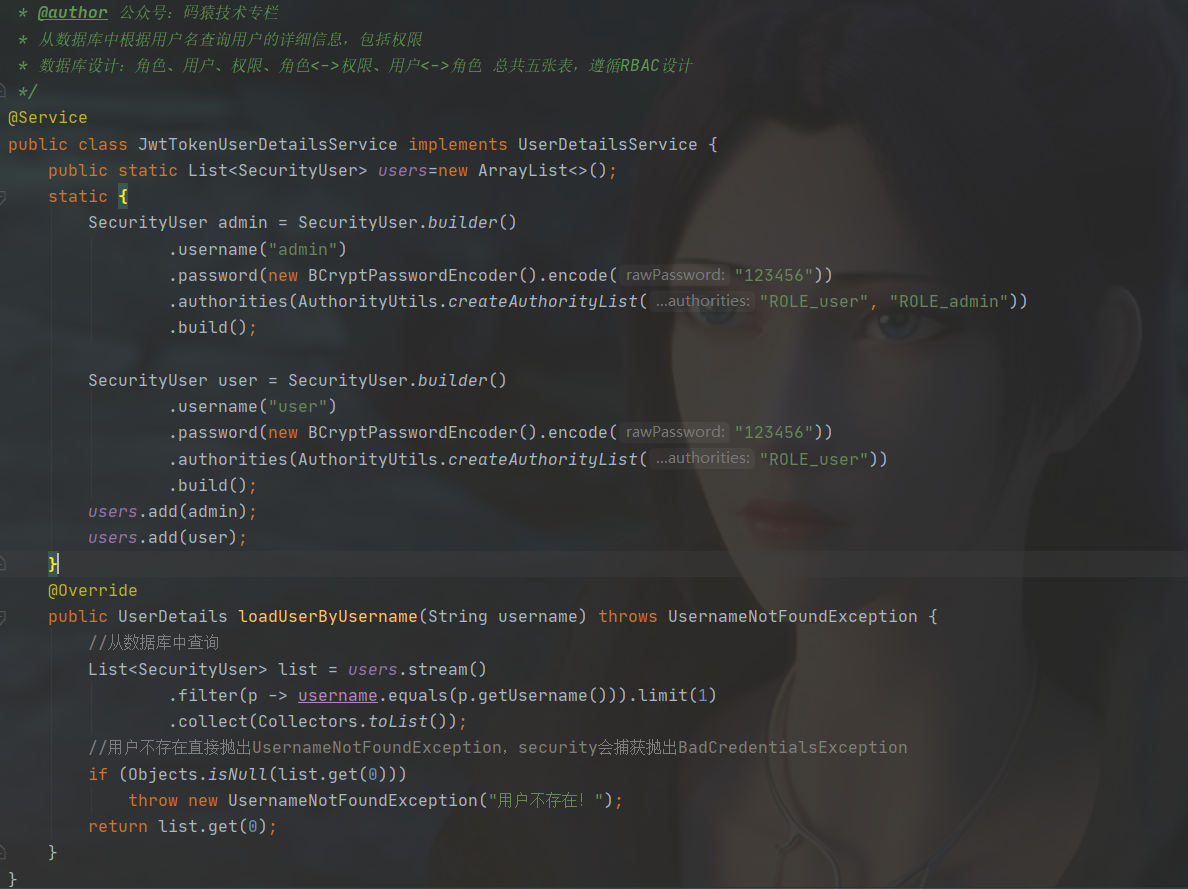 * @author 公众号：码猿技术专栏
* 从数据库中根据用户名查询用户的详细信息，包括权限
* 数据库设计：角色、用户、权限、角色<->权限、用户<->角色 总共五张表，遵循RBAC设计
*/
@Service
public class JwtTokenUserDetailsService implements UserDetailsService {
public static List<SecurityUser> users=new ArrayList<>();
static {
SecurityUser admin = SecurityUser.builder()
.username("admin")
.password(new BCryptPasswordEncoder().encode( rawPassword: "123456"))
.authorities(AuthorityUtils.createAuthorityList( ...authorities: "ROLE_user", "ROLE_admin"))
.build();
SecurityUser user = SecurityUser.builder()
.username("user")
.password(new BCryptPasswordEncoder().encode( rawPassword: "123456"))
.authorities(AuthorityUtils.createAuthorityList( ...authorities: "ROLE_user"))
.build();
users.add(admin);
users.add(user);
}
@Override
public UserDetails loadUserByUsername(String username) throws UsernameNotFoundException {
//从数据库中查询
List<SecurityUser> list = users.stream()
.filter(p -> username.equals(p.getUsername())).limit(1)
.collect(Collectors.toList());
//用户不存在直接抛出UsernameNotFoundException，security会捕获抛出BadCredentialsException
if (Objects.isNull(list.get(0)))
throw new UsernameNotFoundException("用户不存在！");
return list.get(0);
}
}